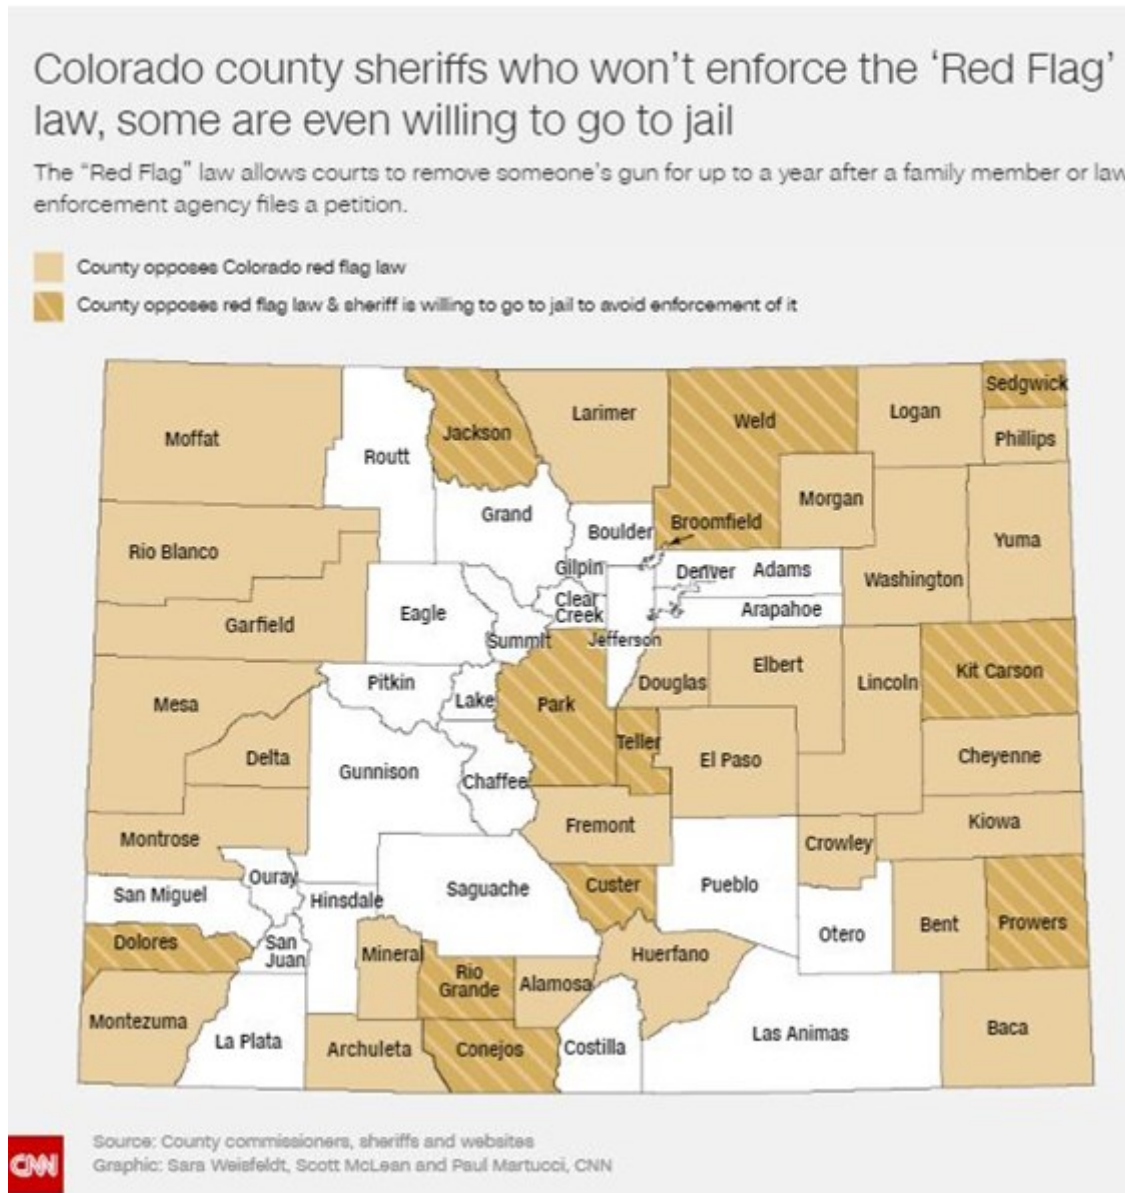 Colorado county sheriffs who won't enforce the 'Red Flag'
law, some are even willing to go to jail
The "Red Flag" law allows courts to remove someone's gun for up to a year after a family member or law
enforcement agency files a petition.
County opposes Colorado red flag law
County opposes red flag law & sheriff is willing to go to jail to avoid enforcement of it
Sedgwick
Larimer
Logan
Weld
Jackson
Moffat
Phillips
Routt
Morgan
Grand
Broomfield
Boulder
Yuma
Rio Blanco
Gilpin
Denver
Adams
Washington
Clear
Creek
Arapahoe
Eagle
Garfield
Summit
Jefferson
Elbert
Kit Carson
Pitkin
Douglas
Lincoln
Lake
Park
Mesa
Teller
Delta
El Paso
Cheyenne
Gunnison
Chaffee
Kiowa
Fremont
Montrose
Crowley
Ouray
Custer
Pueblo
Saguache
San Miguel
Hinsdale
Prowers
Bent
Otero
Dolores
San
Juan
Mineral
Huerfano
Rio
Grande
Alamosa
Montezuma
Baca
Las Animas
La Plata
Archuleta
Conejos
Costilla
CNN
Source: County commissioners, sheriffs and websites
Graphic: Sara Weisfeldt, Scott McLean and Paul Martucci, CNN